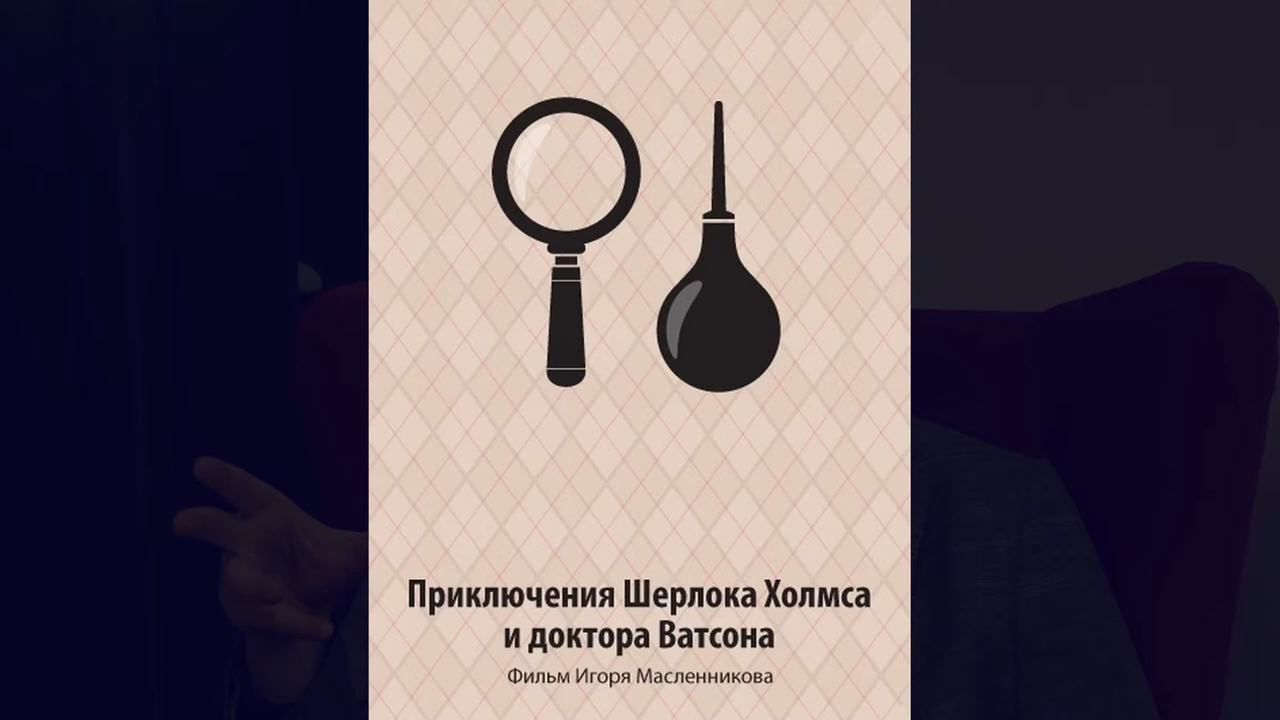 Приключения Шерлока Холмса
и доктора Ватсона
Фильм Игоря Масленникова